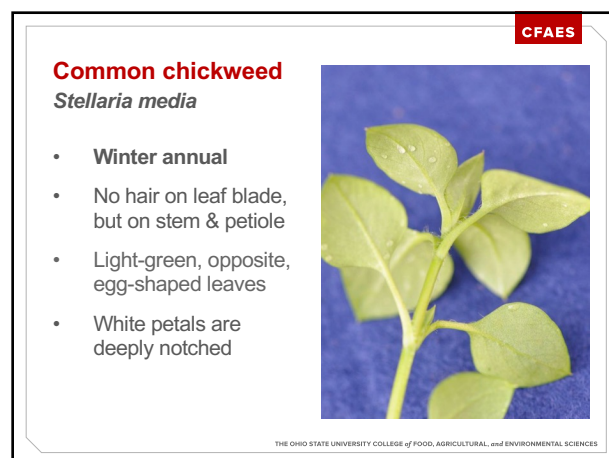 CFAES
Common chickweed
Stellaria media
• Winter annual
• No hair on leaf blade,
but on stem & petiole
• Light-green, opposite,
egg-shaped leaves
• White petals are
deeply notched
THE OHIO STATE UNIVERSITY COLLEGE of FOOD, AGRICULTURAL, and ENVIRONMENTAL SCIENCES